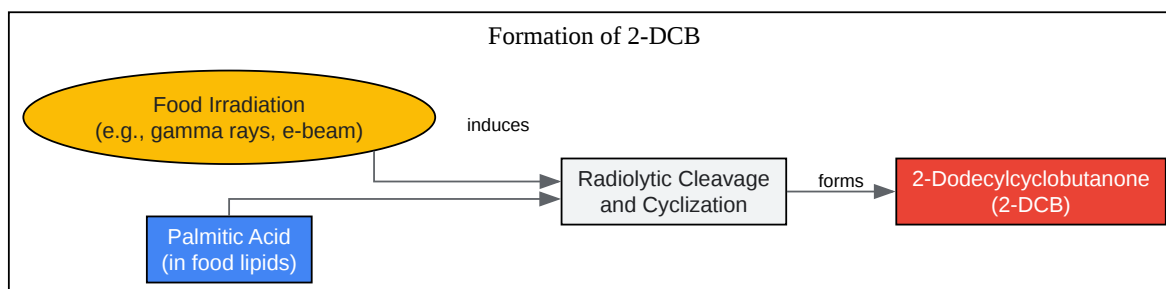 Formation of 2-DCB
Food Irradiation
(e.g., gamma rays, e-beam)
induces
Palmitic Acid
(in food lipids)
Radiolytic Cleavage
and Cyclization
forms
2-Dodecylcyclobutanone
(2-DCB)